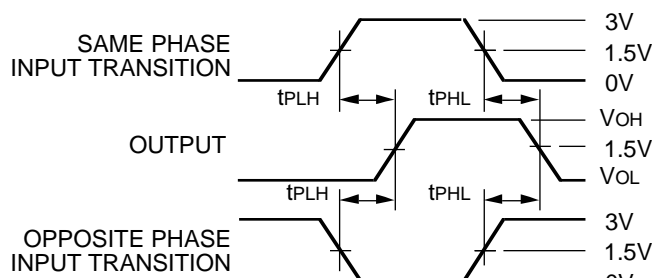 3V
SAME PHASE
INPUT TRANSITION
1.5V
0V
tPLH
tPHL
VOH
OUTPUT
1.5V
VOL
tPLH
tPHL
3V
OPPOSITE PHASE
INPUT TRANSITION
1.5V